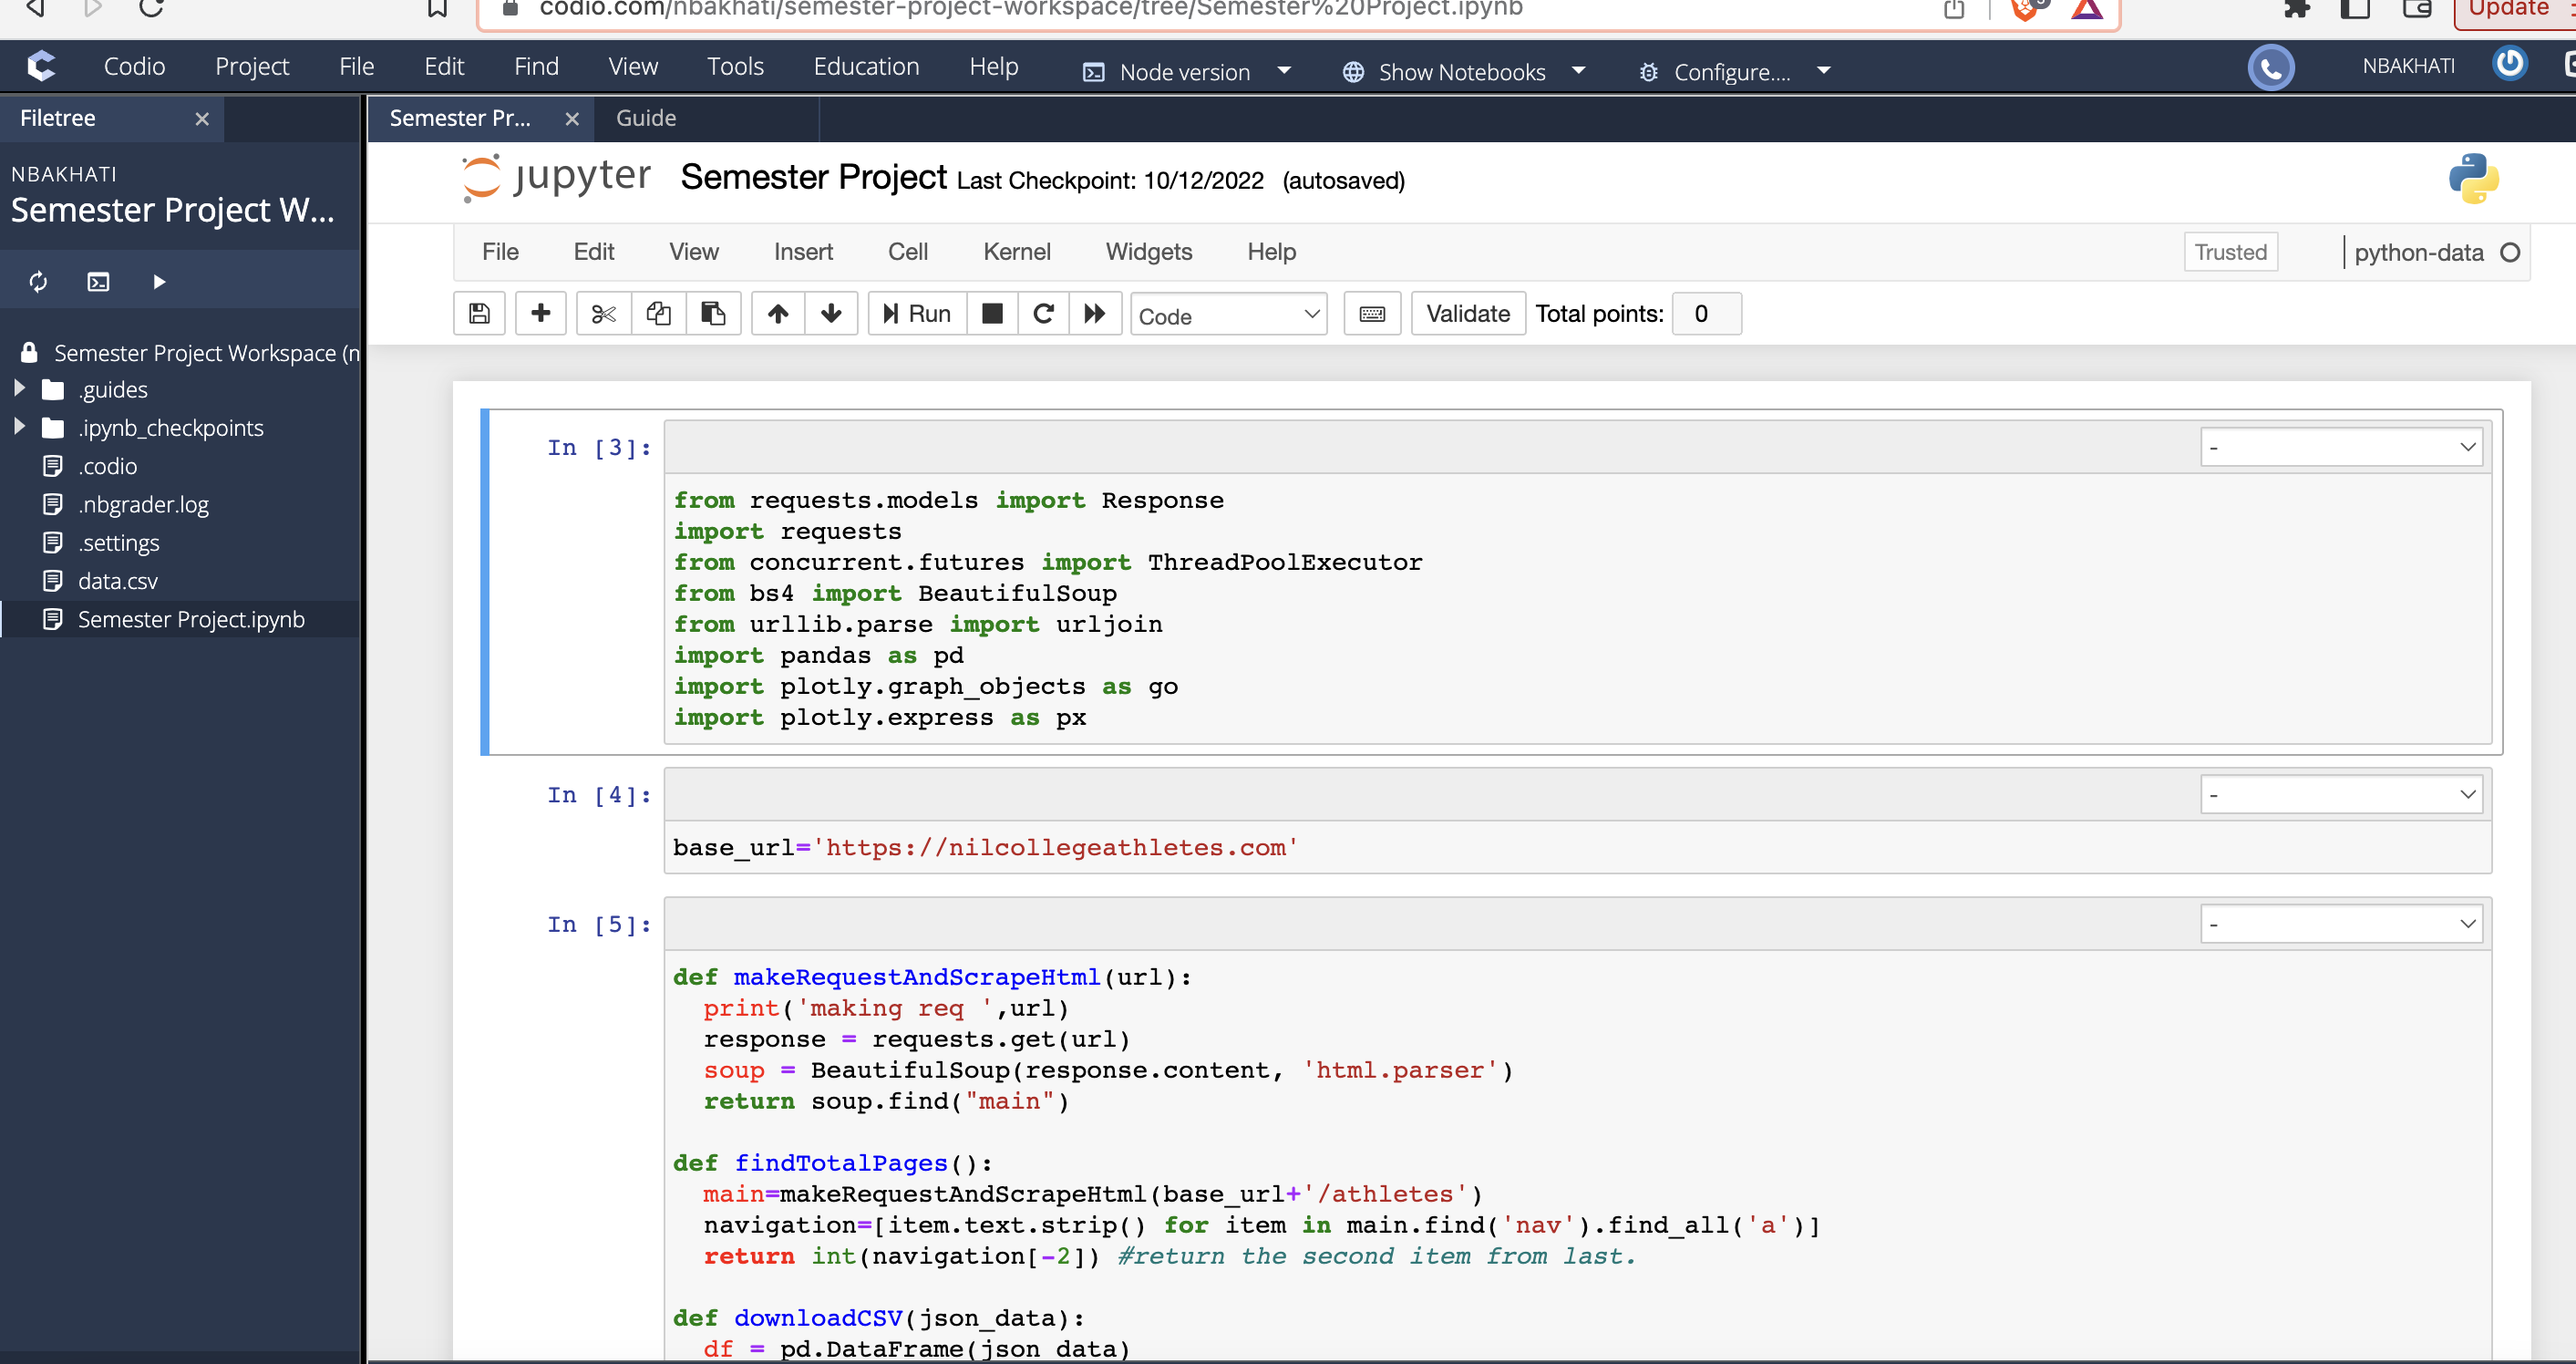 codio.com/nbakhati/semester-project-workspace/tree/Semester%20Project.ipynb
Update
Codio Project File Edit Find View Tools Education Help Node version Show Notebooks Configure.... NBAKHATI
Filetree
Semester Pr... Guide
NBAKHATI
Semester Project W...
Semester Project Workspace (n
.guides
.ipynb_checkpoints
.codio
.nbgrader.log
.settings
data.csv
Semester Project.ipynb
jupyter Semester Project Last Checkpoint: 10/12/2022 (autosaved)
File Edit View Insert Cell Kernel Widgets Help Trusted python-data
Run Code Validate Total points: 0
In [3]: -
from requests.models import Response
import requests
from concurrent.futures import ThreadPoolExecutor
from bs4 import BeautifulSoup
from urllib.parse import urljoin
import pandas as pd
import plotly.graph_objects as go
import plotly.express as px
In [4]: -
base_url='https://nilcollegeathletes.com'
In [5]: -
def makeRequestAndScrapeHtml(url):
print('making req ',url)
response = requests.get(url)
soup = BeautifulSoup(response.content, 'html.parser')
return soup.find("main")
def findTotalPages():
main=makeRequestAndScrapeHtml(base_url+'/athletes')
navigation=[item.text.strip() for item in main.find('nav').find_all('a')]
return int(navigation[-2]) #return the second item from last.
def downloadCSV(json_data):
df = pd.DataFrame(json_data)